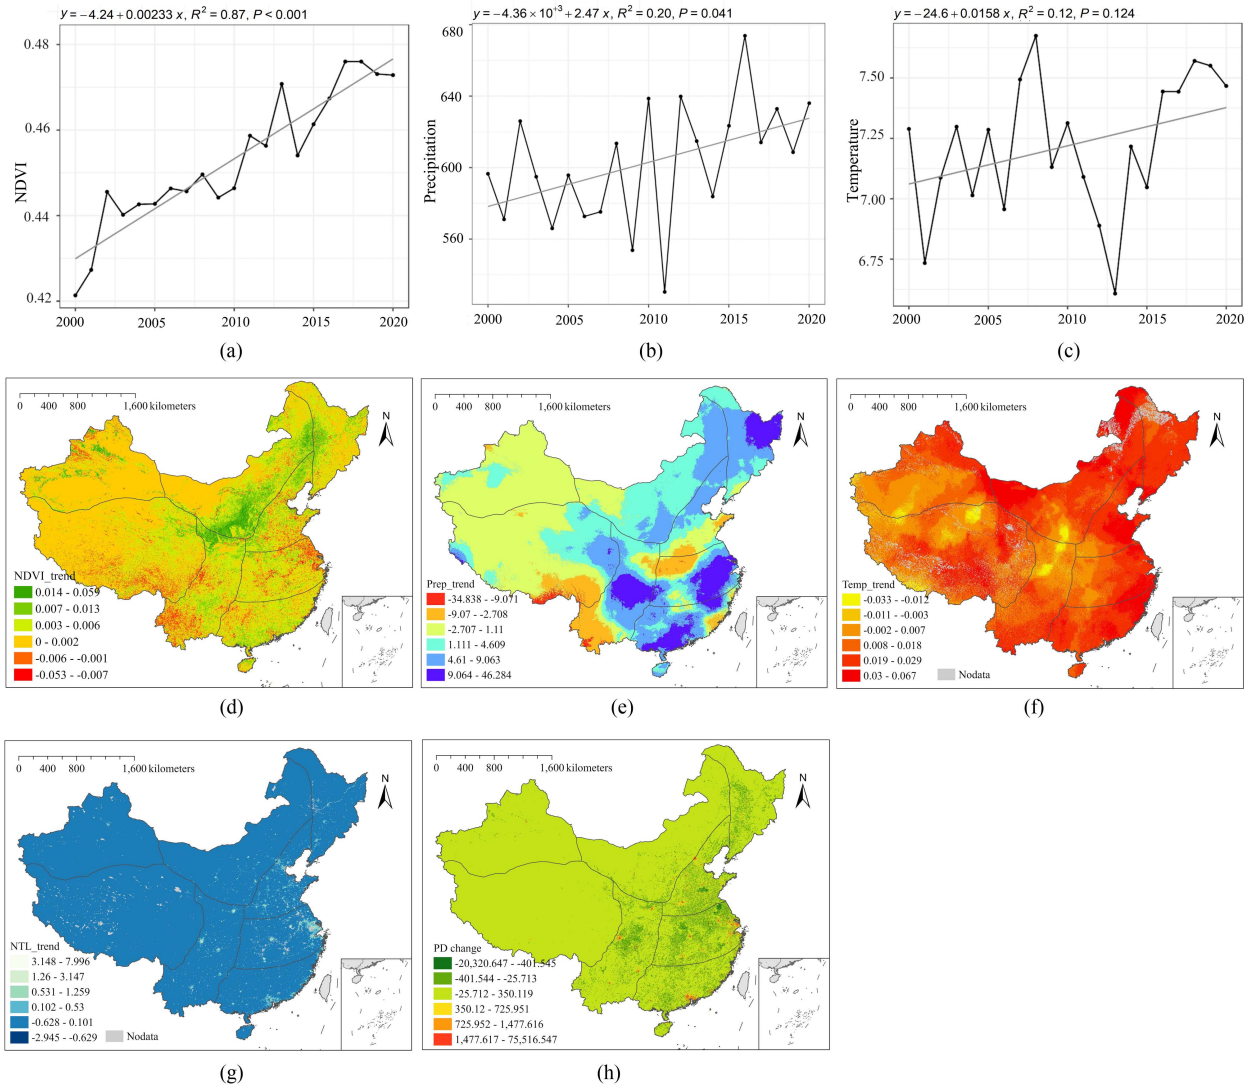 y = −4.24 + 0.00233 x, R² = 0.87, P < 0.001
NDVI
0.48
0.46
0.44
0.42
2000 2005 2010 2015 2020
(a)
y = −4.36 × 10⁺³ + 2.47 x, R² = 0.20, P = 0.041
Precipitation
680
640
600
560
2000 2005 2010 2015 2020
(b)
y = −24.6 + 0.0158 x, R² = 0.12, P = 0.124
Temperature
7.50
7.25
7.00
6.75
2000 2005 2010 2015 2020
(c)
0 400 800 1,600 kilometers
N
NDVI_trend
0.014 - 0.059
0.007 - 0.013
0.003 - 0.006
0 - 0.002
-0.006 - -0.001
-0.053 - -0.007
(d)
0 400 800 1,600 kilometers
N
Prep_trend
-34.838 - -9.071
-9.07 - -2.708
-2.707 - 1.11
1.111 - 4.609
4.61 - 9.063
9.064 - 46.284
(e)
0 400 800 1,600 kilometers
N
Temp_trend
-0.033 - -0.012
-0.011 - -0.003
-0.002 - 0.007
0.008 - 0.018
0.019 - 0.029
0.03 - 0.067
Nodata
(f)
0 400 800 1,600 kilometers
N
NTL_trend
3.148 - 7.996
1.26 - 3.147
0.531 - 1.259
0.102 - 0.53
-0.628 - 0.101
-2.945 - -0.629
Nodata
(g)
0 400 800 1,600 kilometers
N
PD change
-20,320.647 - -401.545
-401.544 - -25.713
-25.712 - 350.119
350.12 - 725.951
725.952 - 1,477.616
1,477.617 - 75,516.547
(h)